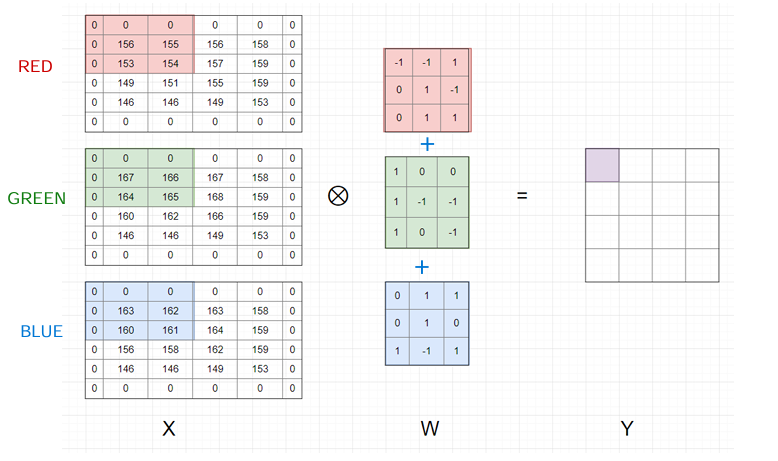 0 0 0 0 0 0
0 156 155 156 158 0
0 153 154 157 159 0
0 149 151 155 159 0
0 146 146 149 153 0
0 0 0 0 0 0
RED
-1 -1 1
0 1 -1
0 1 1
+
0 0 0 0 0 0
0 167 166 167 158 0
0 164 165 168 159 0
0 160 162 166 159 0
0 146 146 149 153 0
0 0 0 0 0 0
GREEN
⊗
1 0 0
1 -1 -1
1 0 -1
=
+
0 0 0 0 0 0
0 163 162 163 158 0
0 160 161 164 159 0
0 156 158 162 159 0
0 146 146 149 153 0
0 0 0 0 0 0
BLUE
0 1 1
0 1 0
1 -1 1
X W Y